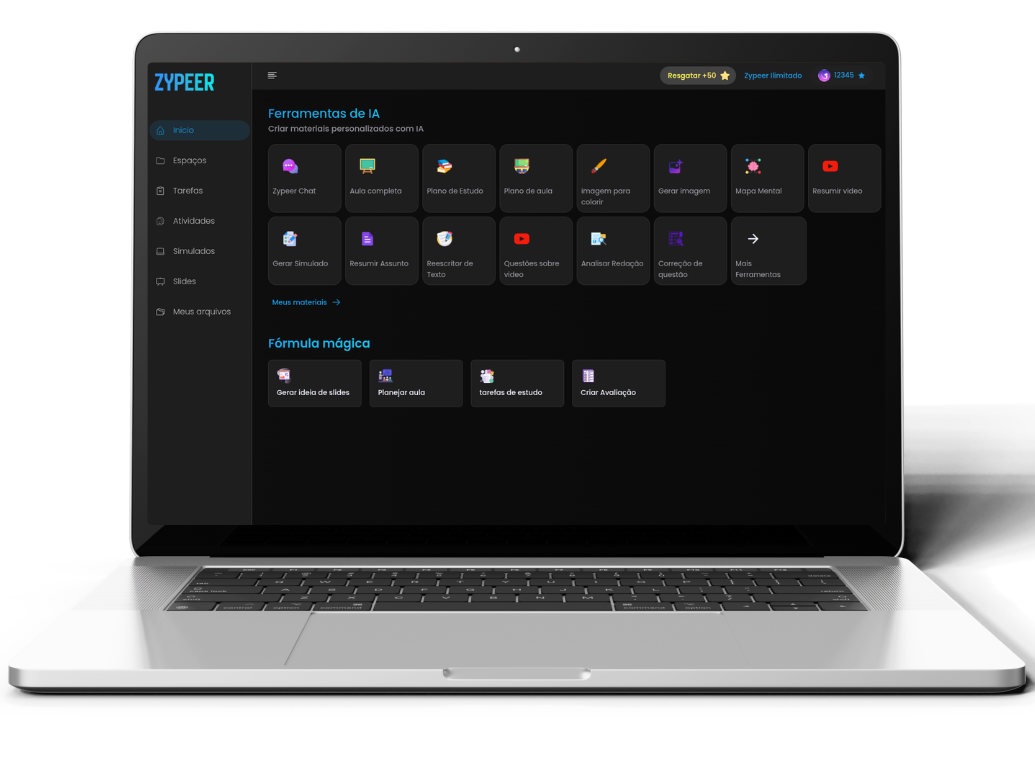 ZYPEER
Resgatar +50
Zypeer Ilimitado
12345
Início
Espaços
Tarefas
Atividades
Simulados
Slides
Meus arquivos
Ferramentas de IA
Criar materiais personalizados com IA
Zypeer Chat
Aula completa
Plano de Estudo
Plano de aula
Imagem para
colorir
Gerar imagem
Mapa Mental
Resumir video
Gerar Simulado
Resumir Assunto
Reescritor de
Texto
Questões sobre
video
Analisar Redação
Correção de
questão
Mais
Ferramentas
Meus materiais →
Fórmula mágica
Gerar ideia de slides
Planejar aula
tarefas de estudo
Criar Avaliação